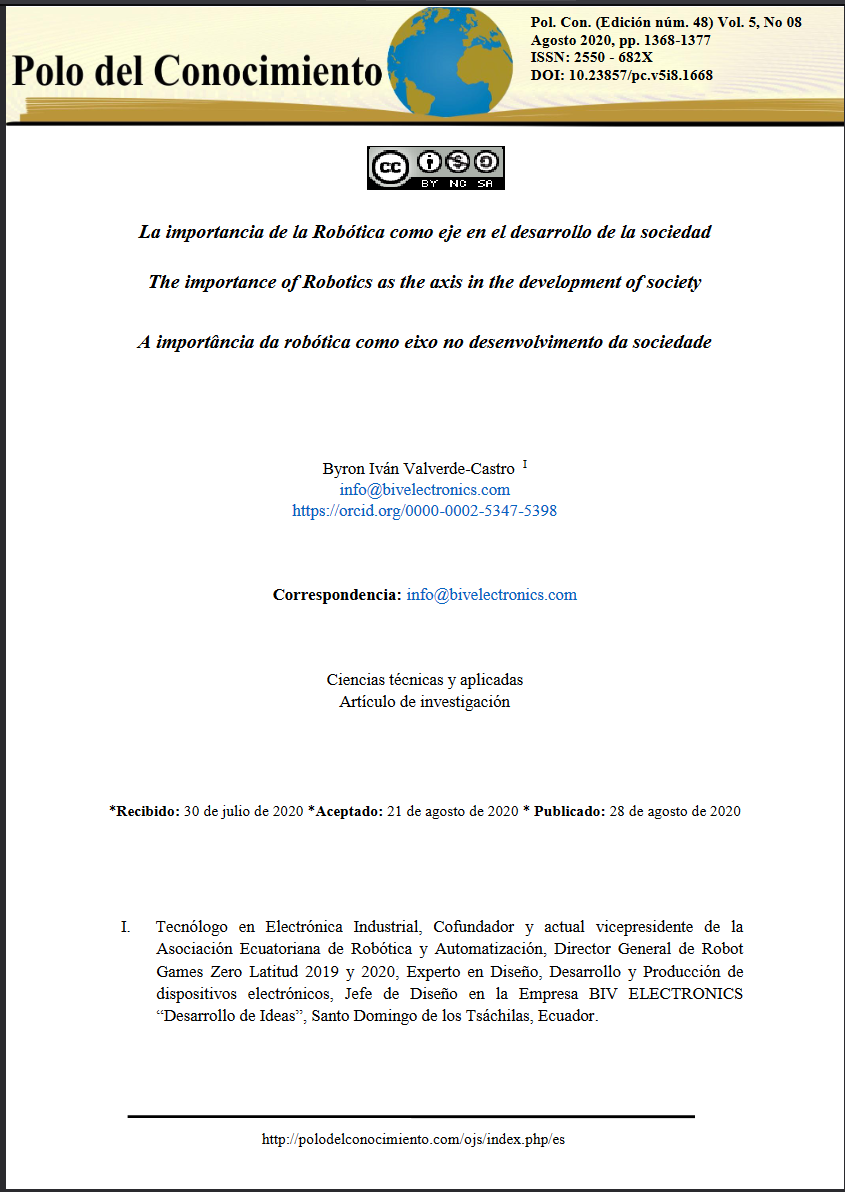 Polo del Conocimiento
Pol. Con. (Edición núm. 48) Vol. 5, No 08
Agosto 2020, pp. 1368-1377
ISSN: 2550 - 682X
DOI: 10.23857/pc.v5i8.1668
cc
BY NC SA
La importancia de la Robótica como eje en el desarrollo de la sociedad
The importance of Robotics as the axis in the development of society
A importância da robótica como eixo no desenvolvimento da sociedade
Byron Iván Valverde-Castro I
info@bivelectronics.com
https://orcid.org/0000-0002-5347-5398
Correspondencia: info@bivelectronics.com
Ciencias técnicas y aplicadas
Artículo de investigación
*Recibido: 30 de julio de 2020 *Aceptado: 21 de agosto de 2020 * Publicado: 28 de agosto de 2020
I. Tecnólogo en Electrónica Industrial, Cofundador y actual vicepresidente de la
Asociación Ecuatoriana de Robótica y Automatización, Director General de Robot
Games Zero Latitud 2019 y 2020, Experto en Diseño, Desarrollo y Producción de
dispositivos electrónicos, Jefe de Diseño en la Empresa BIV ELECTRONICS
“Desarrollo de Ideas”, Santo Domingo de los Tsáchilas, Ecuador.
http://polodelconocimiento.com/ojs/index.php/es